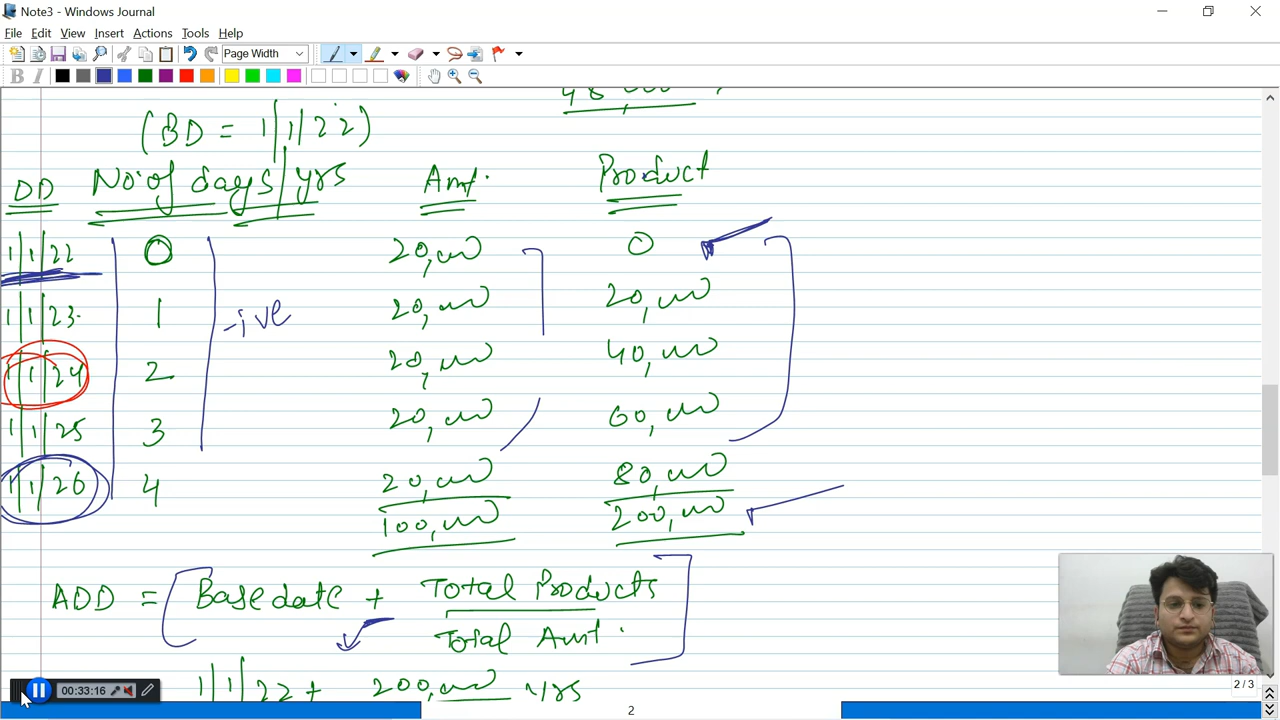 Note3 - Windows Journal
File Edit View Insert Actions Tools Help
Page Width
B I
(BD = 1/1/22)
DD No. of days/yrs Amt. Product
1/1/22 0 20,000 0
1/1/23 1 -ive 20,000 20,000
1/1/24 2 20,000 40,000
1/1/25 3 20,000 60,000
1/1/26 4 20,000 80,000
100,000 200,000
ADD = [Base date + Total Products
Total Amt.]
1/1/22 + 200,000 yrs
00:33:16
2 / 3
2